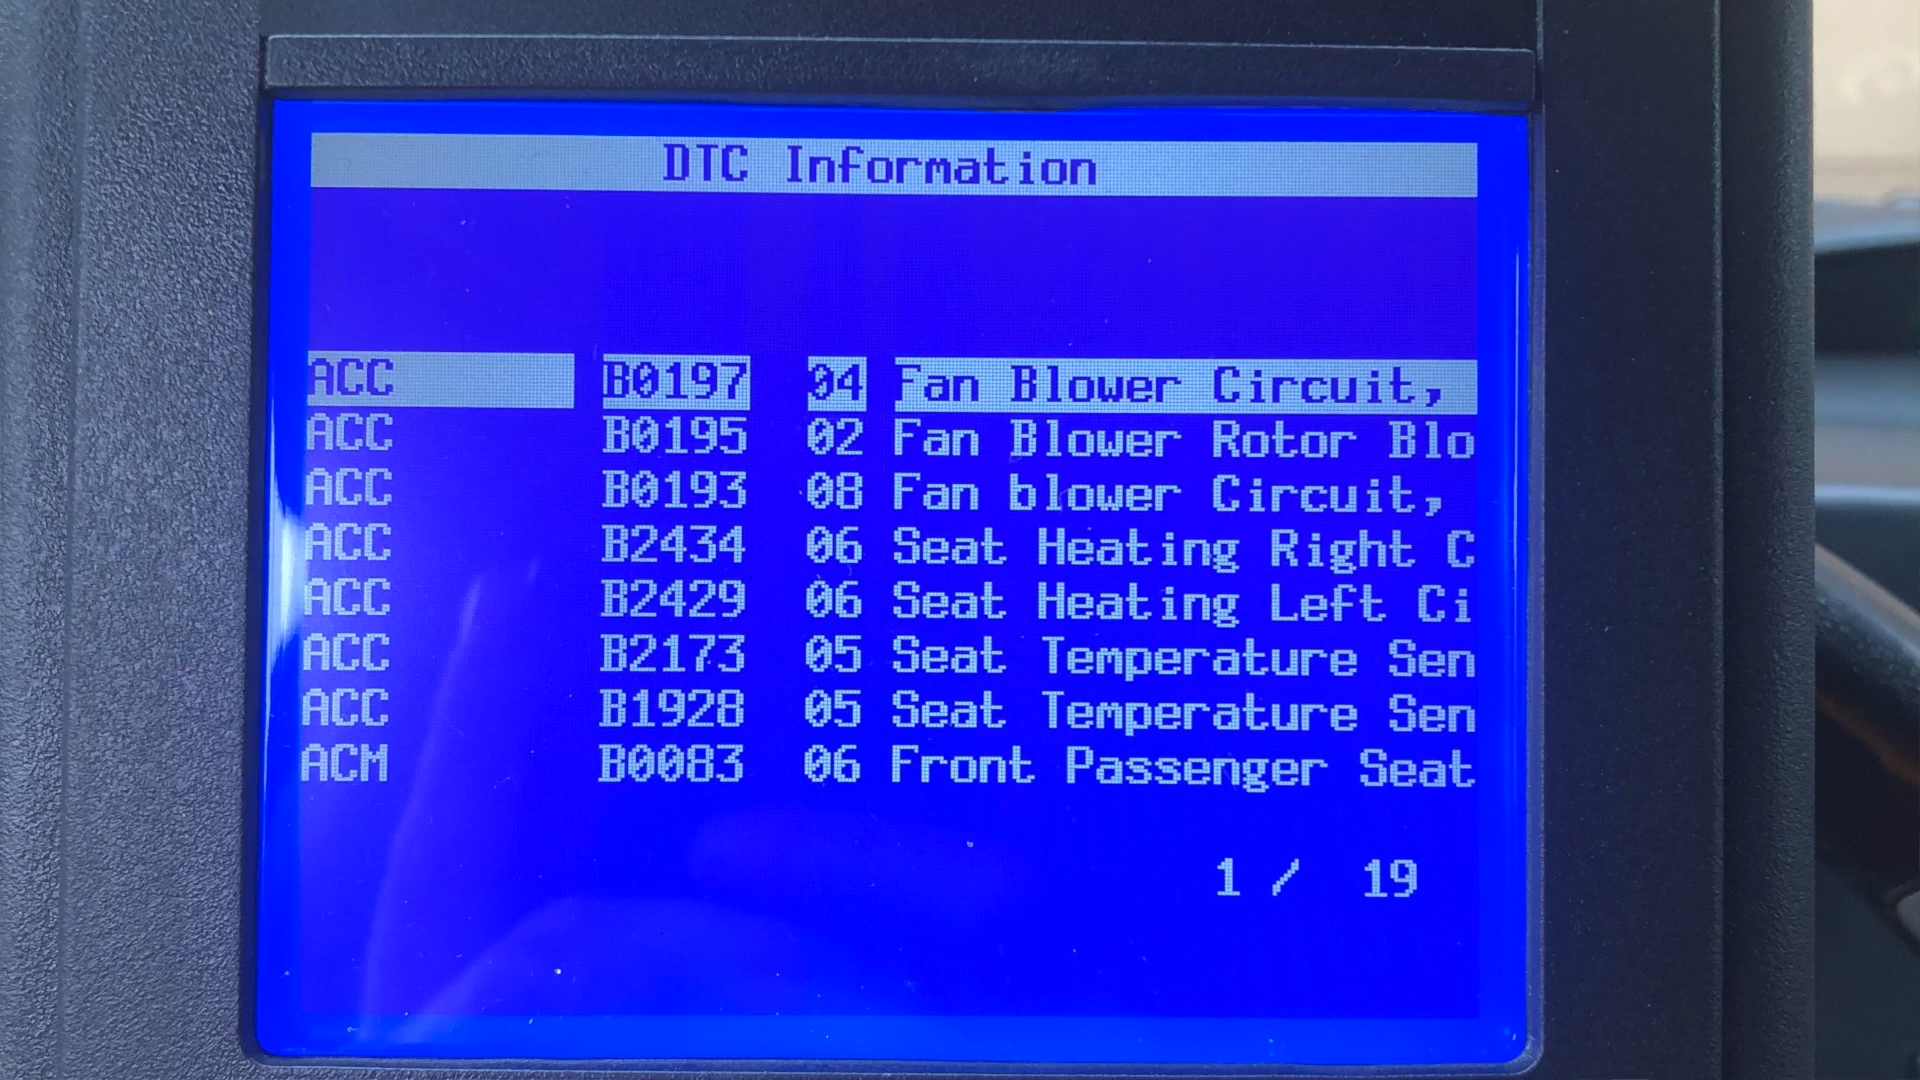 DTC Information
ACC B0197 04 Fan Blower Circuit,
ACC B0195 02 Fan Blower Rotor Blo
ACC B0193 08 Fan blower Circuit,
ACC B2434 06 Seat Heating Right C
ACC B2429 06 Seat Heating Left Ci
ACC B2173 05 Seat Temperature Sen
ACC B1928 05 Seat Temperature Sen
ACM B0083 06 Front Passenger Seat
1 / 19